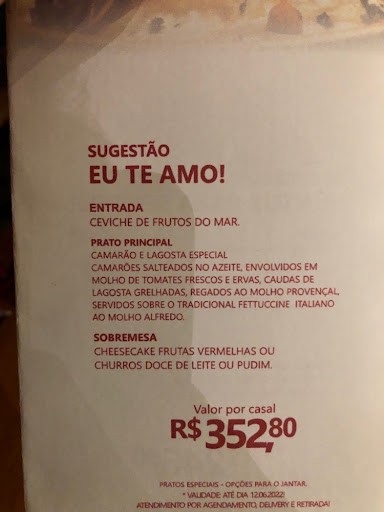 SUGESTÃO
EU TE AMO!
ENTRADA
CEVICHE DE FRUTOS DO MAR.
PRATO PRINCIPAL
CAMARÃO E LAGOSTA ESPECIAL
CAMARÕES SALTEADOS NO AZEITE, ENVOLVIDOS EM
MOLHO DE TOMATES FRESCOS E ERVAS, CAUDAS DE
LAGOSTA GRELHADAS, REGADOS AO MOLHO PROVENÇAL,
SERVIDOS SOBRE O TRADICIONAL FETTUCCINE ITALIANO
AO MOLHO ALFREDO.
SOBREMESA
CHEESECAKE FRUTAS VERMELHAS OU
CHURROS DOCE DE LEITE OU PUDIM.
Valor por casal
R$352,80
PRATOS ESPECIAIS - OPÇÕES PARA O JANTAR.
* VALIDADE: ATÉ DIA 12.06.2022!
ATENDIMENTO POR AGENDAMENTO, DELIVERY E RETIRADA!